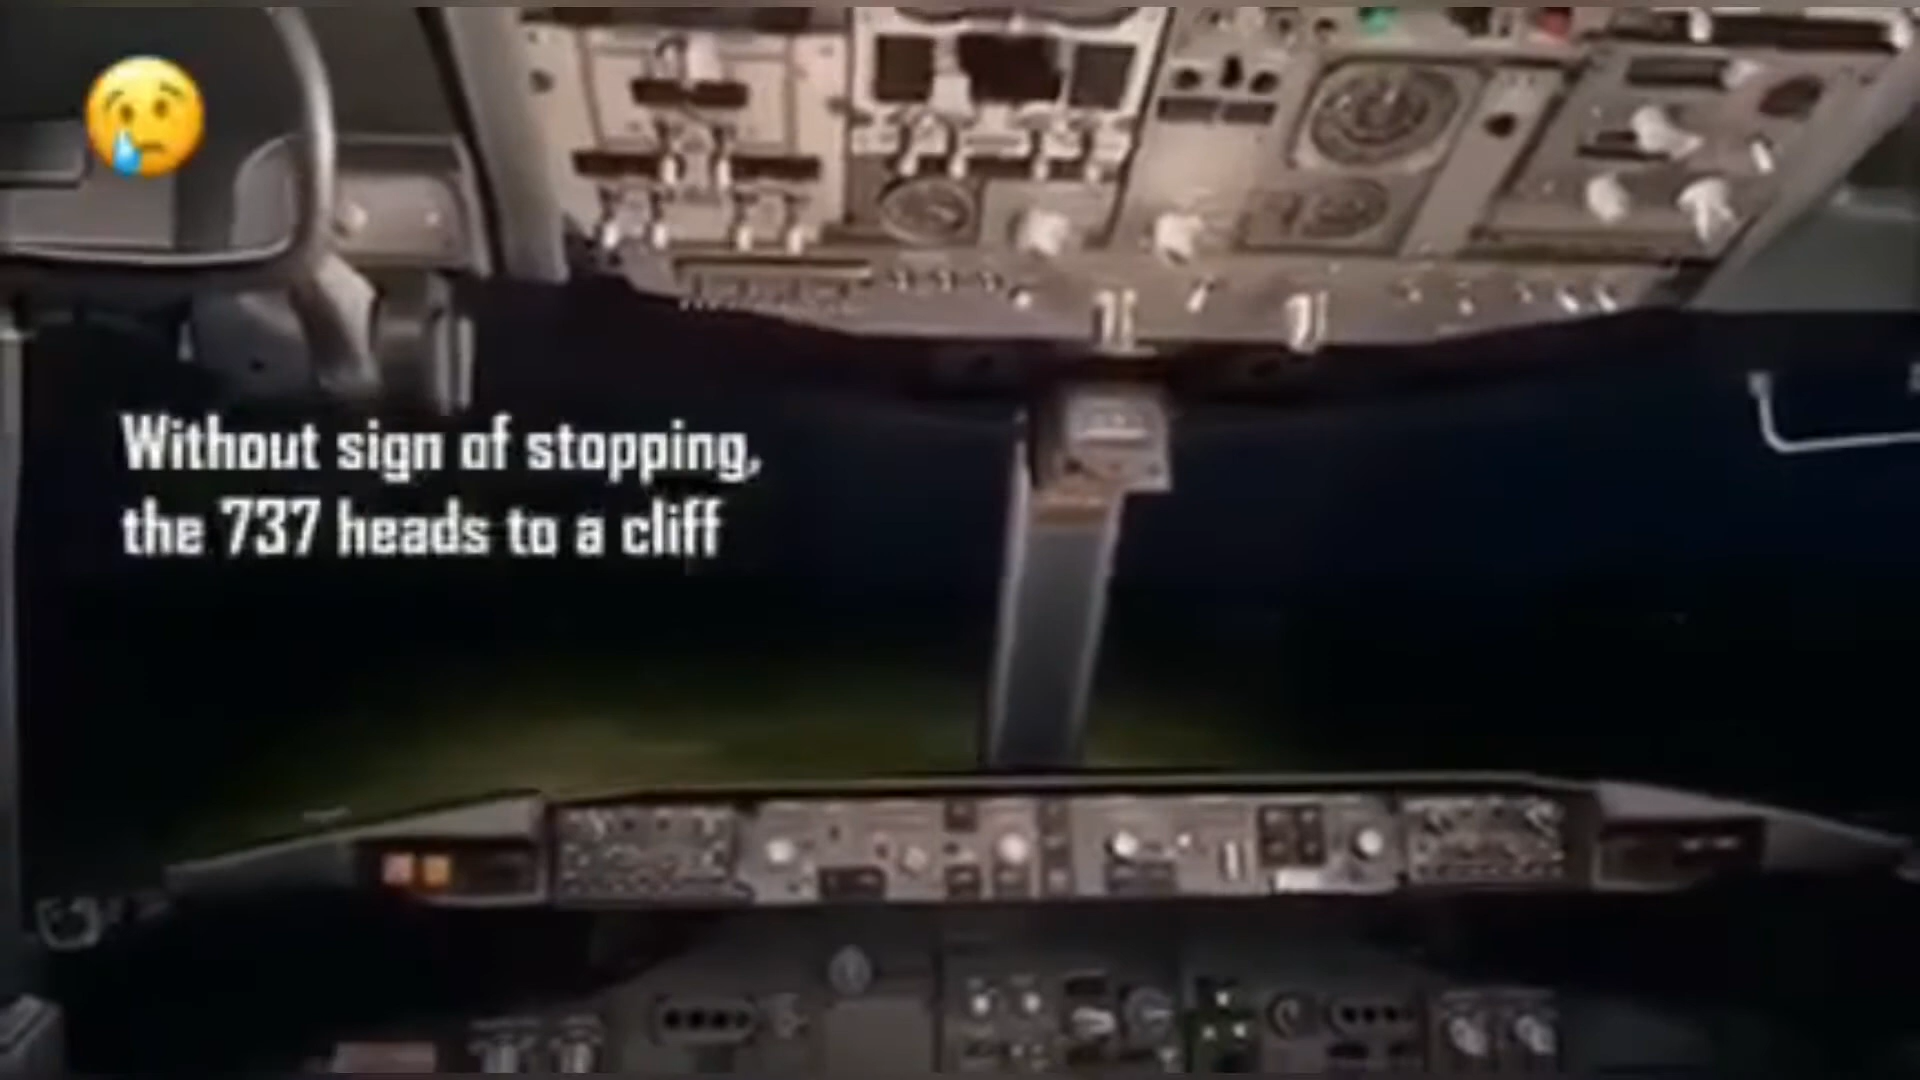 Without sign of stopping,
the 737 heads to a cliff